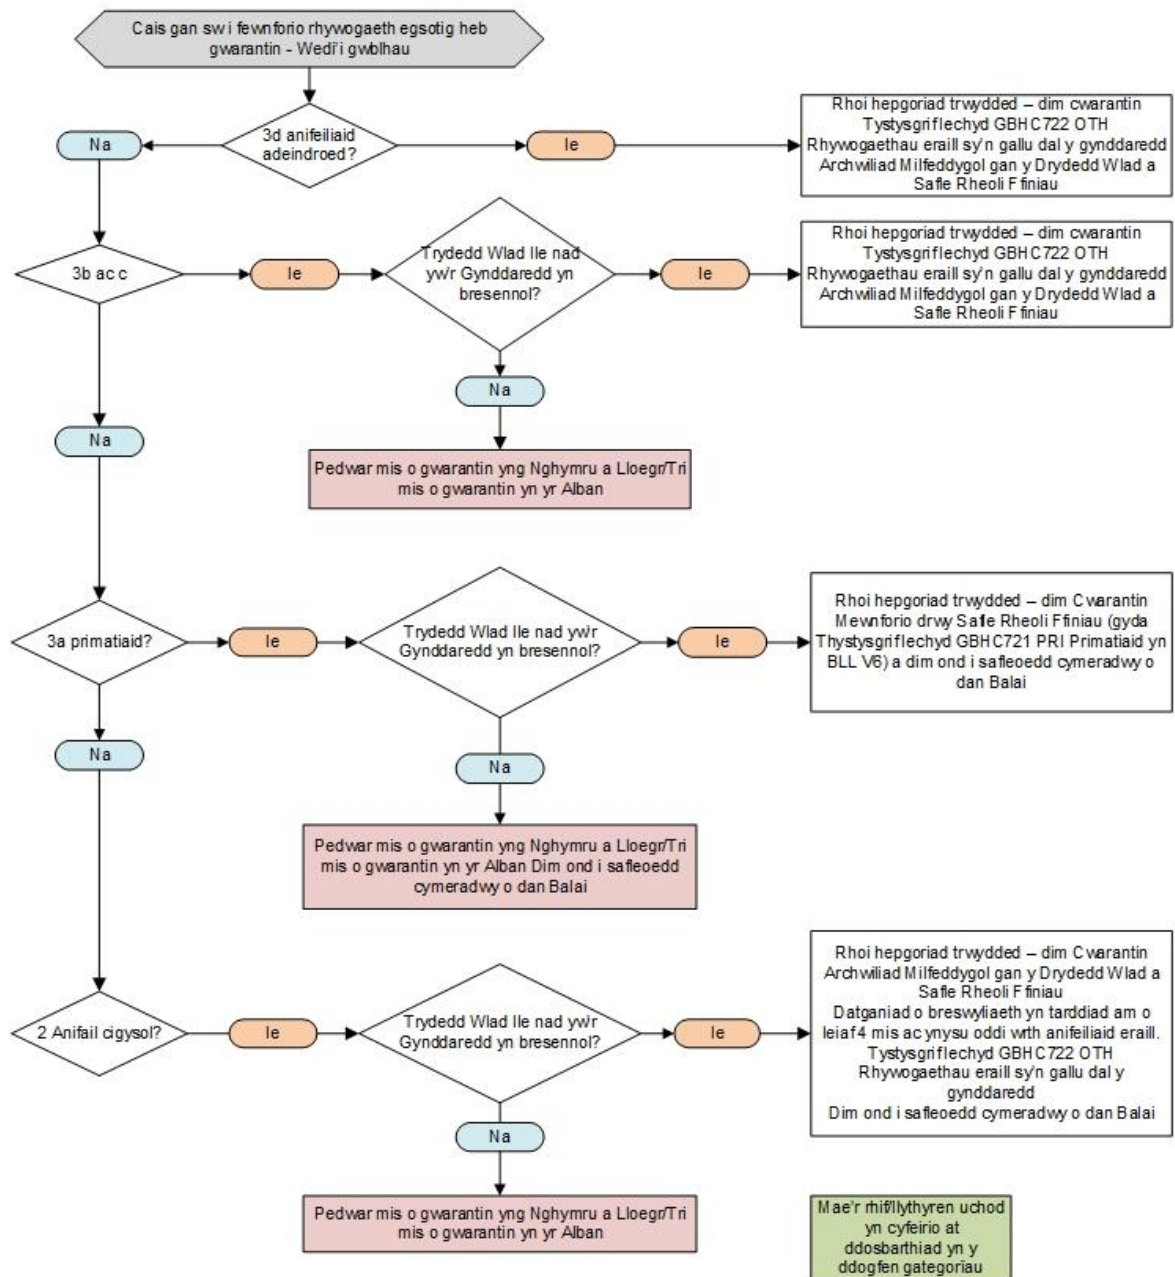 Cais gan sw i fewnforio rhywogaeth egsotig heb
gwarantin - Wedi'i gwblhau
3d anifeiliaid
adeindroed?
Na
Ie
Rhoi hepgoriad trwydded – dim cwarantin
Tystysgrif Iechyd GBHC722 OTH
Rhywogaethau eraill sy'n gallu dal y gynddaredd
Archwiliad Milfeddygol gan y Drydedd Wlad a
Safle Rheoli Ffiniau
3b ac c
Ie
Trydedd Wlad lle nad
yw'r Gynddaredd yn
bresennol?
Ie
Rhoi hepgoriad trwydded – dim cwarantin
Tystysgrif Iechyd GBHC722 OTH
Rhywogaethau eraill sy'n gallu dal y gynddaredd
Archwiliad Milfeddygol gan y Drydedd Wlad a
Safle Rheoli Ffiniau
Na
Na
Pedwar mis o gwarantin yng Nghymru a Lloegr/Tri
mis o gwarantin yn yr Alban
3a primatiaid?
Ie
Trydedd Wlad lle nad yw'r
Gynddaredd yn bresennol?
Ie
Rhoi hepgoriad trwydded – dim Cwarantin
Mewnforio drwy Safle Rheoli Ffiniau (gyda
Thystysgrif Iechyd GBHC721 PRI Primatiaid yn
BLL V6) a dim ond i safleoedd cymeradwy o
dan Balai
Na
Na
Pedwar mis o gwarantin yng Nghymru a Lloegr/Tri
mis o gwarantin yn yr Alban Dim ond i safleoedd
cymeradwy o dan Balai
2 Anifail cigysol?
Ie
Trydedd Wlad lle nad yw'r
Gynddaredd yn bresennol?
Ie
Rhoi hepgoriad trwydded – dim Cwarantin
Archwiliad Milfeddygol gan y Drydedd Wlad a
Safle Rheoli Ffiniau
Datganiad o breswyliaeth yn tarddiad am o
leiaf 4 mis ac ynysu oddi wrth anifeiliaid eraill.
Tystysgrif Iechyd GBHC722 OTH
Rhywogaethau eraill sy'n gallu dal y
gynddaredd
Dim ond i safleoedd cymeradwy o dan Balai
Na
Pedwar mis o gwarantin yng Nghymru a Lloegr/Tri
mis o gwarantin yn yr Alban
Mae'r rhif/llythyren uchod
yn cyfeirio at
ddosbarthiad yn y
ddogfen gategoriau